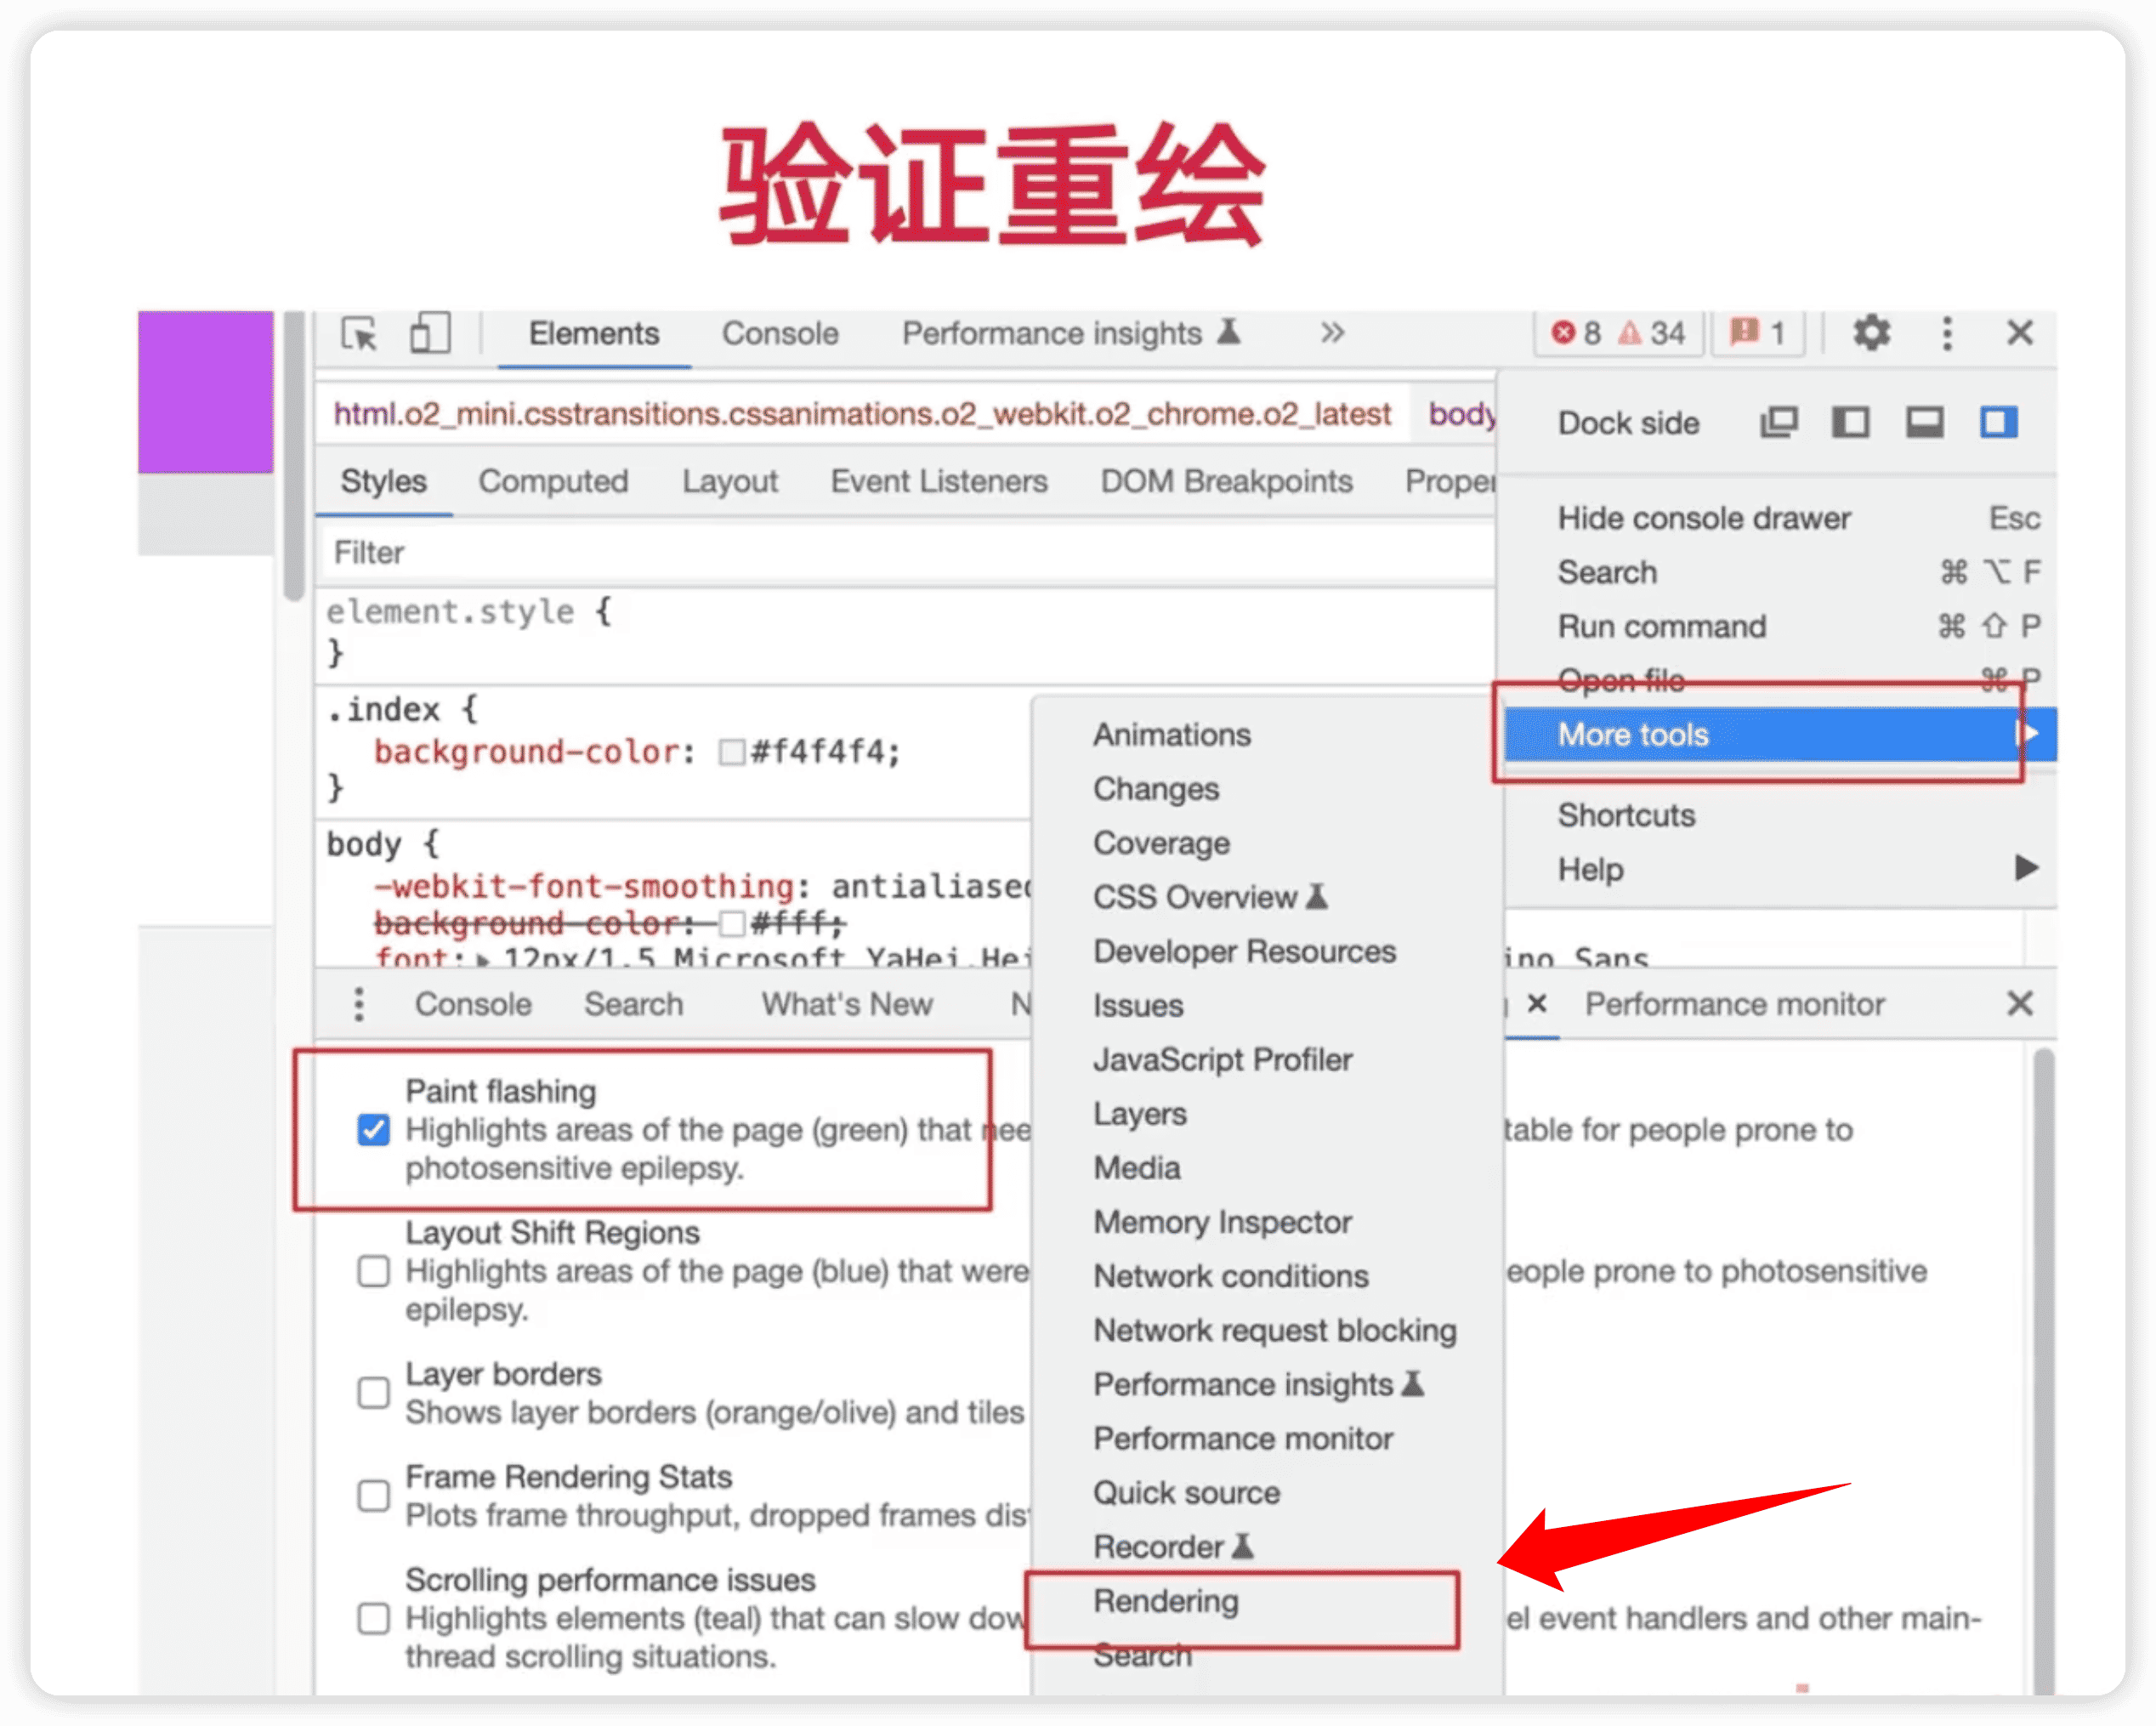 验证重绘
Elements Console Performance insights 8 34 1
html.o2_mini.csstransitions.cssanimations.o2_webkit.o2_chrome.o2_latest body
Dock side
Styles Computed Layout Event Listeners DOM Breakpoints Proper
Hide console drawer Esc
Filter
Search ⌘ ⌥ F
element.style {
Run command ⌘ ⇧ P
}
Open file ⌘ P
.index {
More tools
background-color: #f4f4f4;
}
Shortcuts
Help
body {
-webkit-font-smoothing: antialiased
background-color: #fff;
font: 12px/1.5 Microsoft YaHei,Hei
ino Sans
Animations
Changes
Coverage
CSS Overview
Developer Resources
Issues
JavaScript Profiler
Layers
Media
Memory Inspector
Network conditions
Network request blocking
Performance insights
Performance monitor
Quick source
Recorder
Rendering
Search
Console Search What's New N
Performance monitor
Paint flashing
Highlights areas of the page (green) that nee
table for people prone to
photosensitive epilepsy.
Layout Shift Regions
Highlights areas of the page (blue) that were
eople prone to photosensitive
epilepsy.
Layer borders
Shows layer borders (orange/olive) and tiles
Frame Rendering Stats
Plots frame throughput, dropped frames dis
Scrolling performance issues
Highlights elements (teal) that can slow dow
el event handlers and other main-
thread scrolling situations.